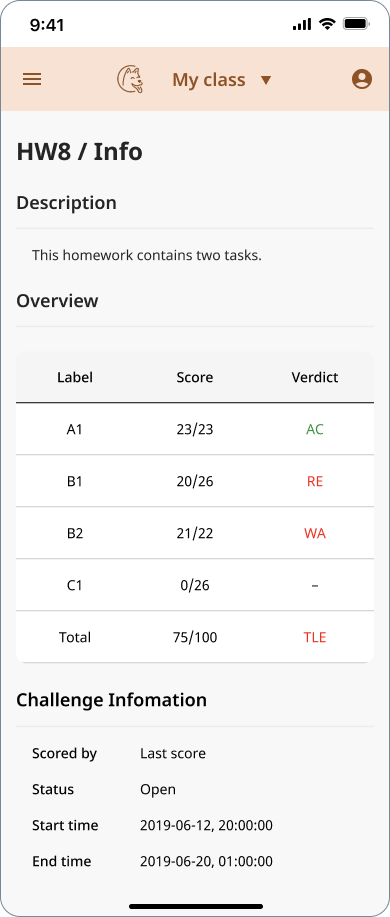 9:41
My class ▼
HW8 / Info
Description
This homework contains two tasks.
Overview
Label Score Verdict
A1 23/23 AC
B1 20/26 RE
B2 21/22 WA
C1 0/26 –
Total 75/100 TLE
Challenge Infomation
Scored by Last score
Status Open
Start time 2019-06-12, 20:00:00
End time 2019-06-20, 01:00:00